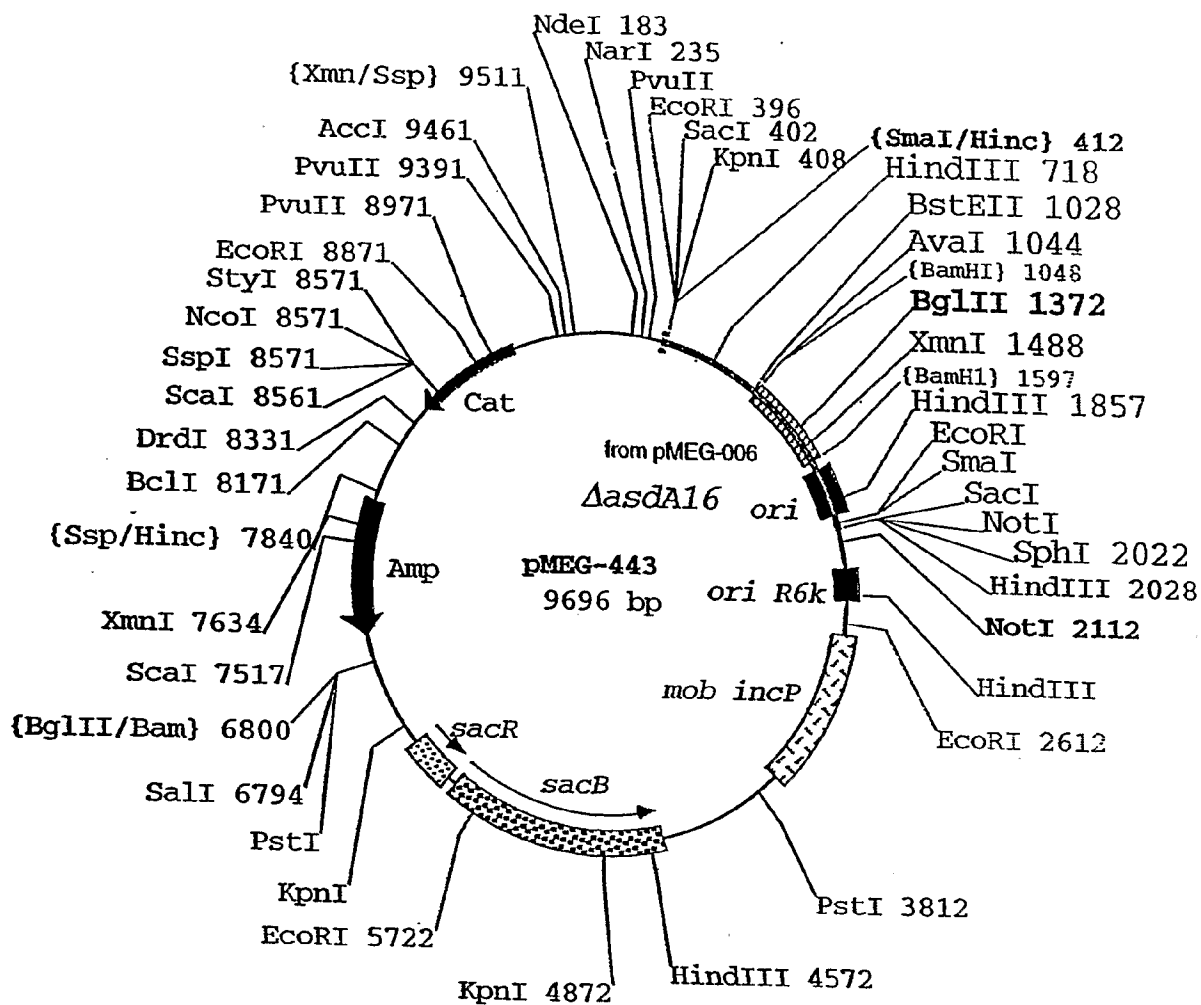 NdeI 183
NarI 235
PvuII
EcoRI 396
SacI 402
KpnI 408
{SmaI/Hinc} 412
HindIII 718
BstEII 1028
AvaI 1044
{BamHI} 1048
BglII 1372
XmnI 1488
{BamH1} 1597
HindIII 1857
EcoRI
SmaI
SacI
NotI
SphI 2022
HindIII 2028
NotI 2112
HindIII
EcoRI 2612
PstI 3812
HindIII 4572
KpnI 4872
EcoRI 5722
KpnI
PstI
SalI 6794
{BglII/Bam} 6800
ScaI 7517
XmnI 7634
{Ssp/Hinc} 7840
BclI 8171
DrdI 8331
ScaI 8561
SspI 8571
NcoI 8571
StyI 8571
EcoRI 8871
PvuII 8971
PvuII 9391
AccI 9461
{Xmn/Ssp} 9511
Cat
from pMEG-006
ΔasdA16
ori
pMEG-443
9696 bp
ori R6k
Amp
mob incP
sacR
sacB